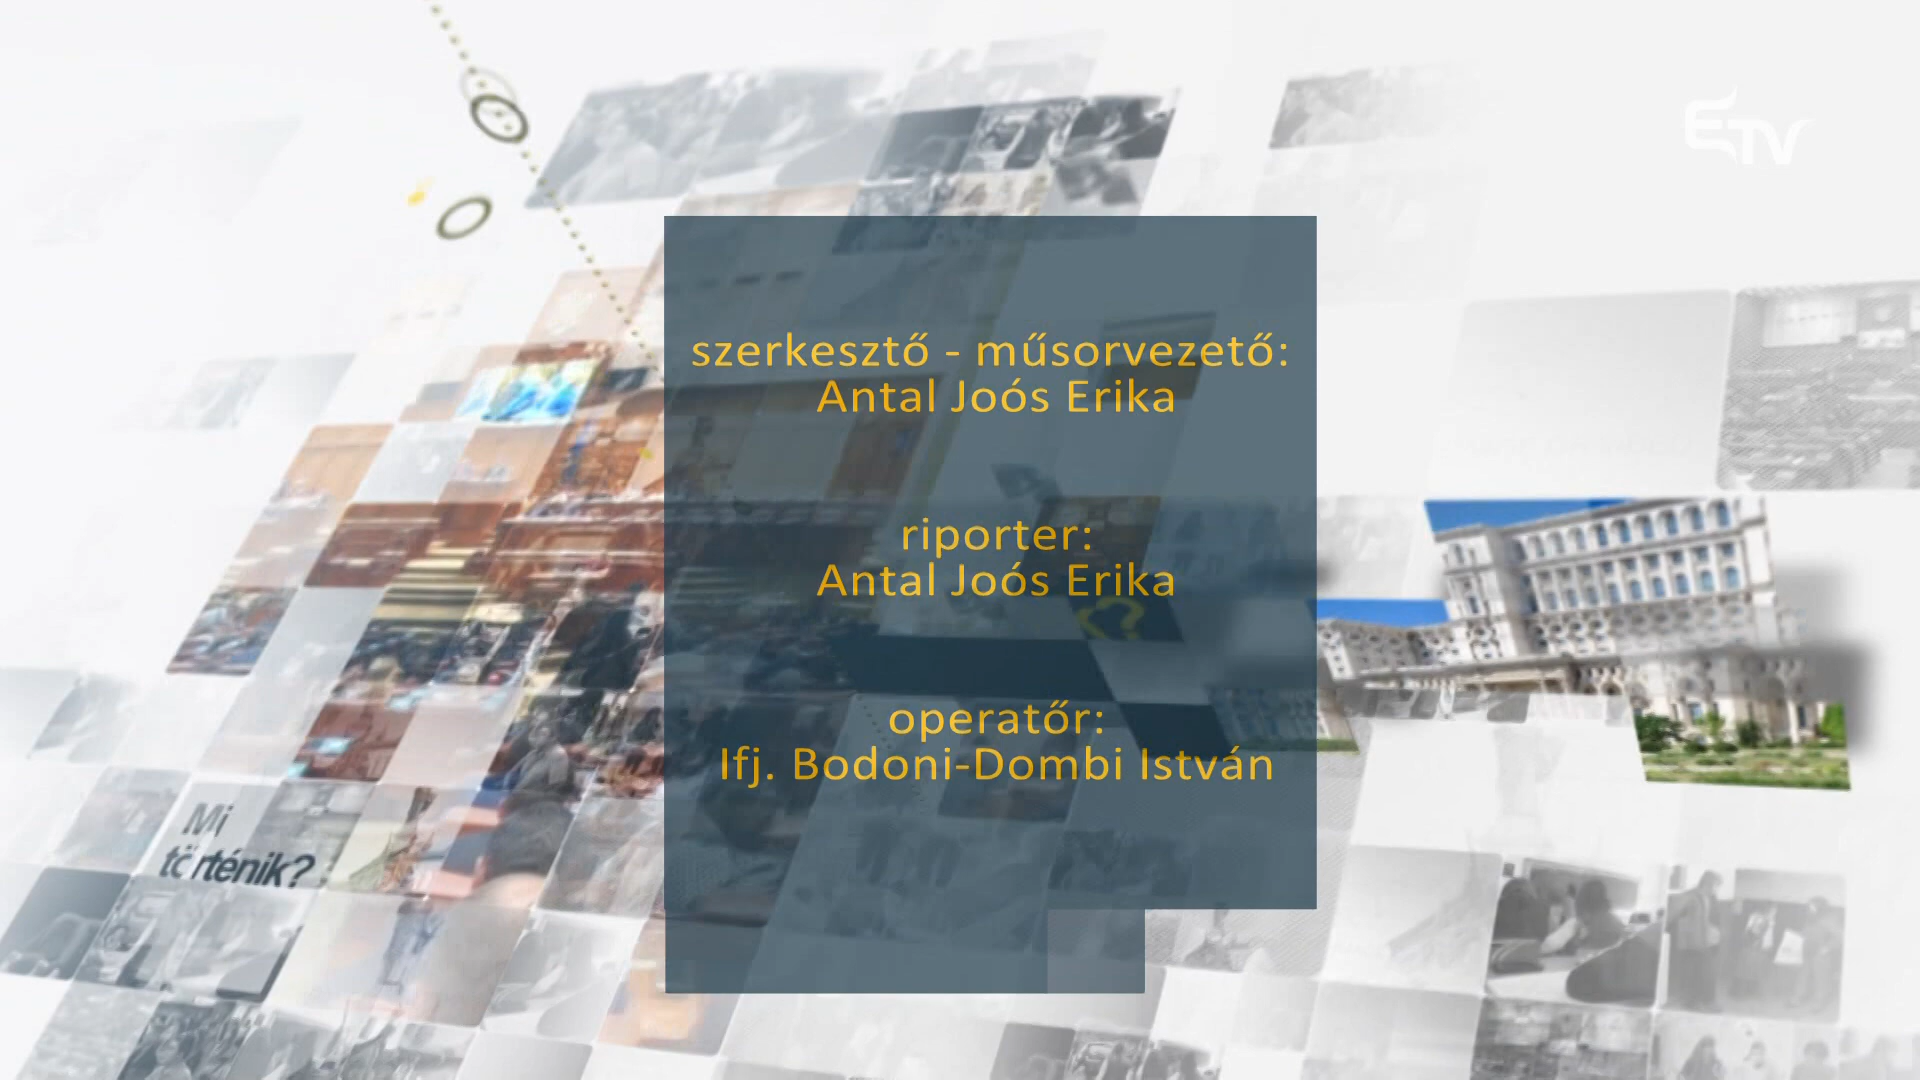 ETV
szerkesztő - műsorvezető:
Antal Joós Erika
riporter:
Antal Joós Erika
operatőr:
Ifj. Bodoni-Dombi István
Mi
történik?
?